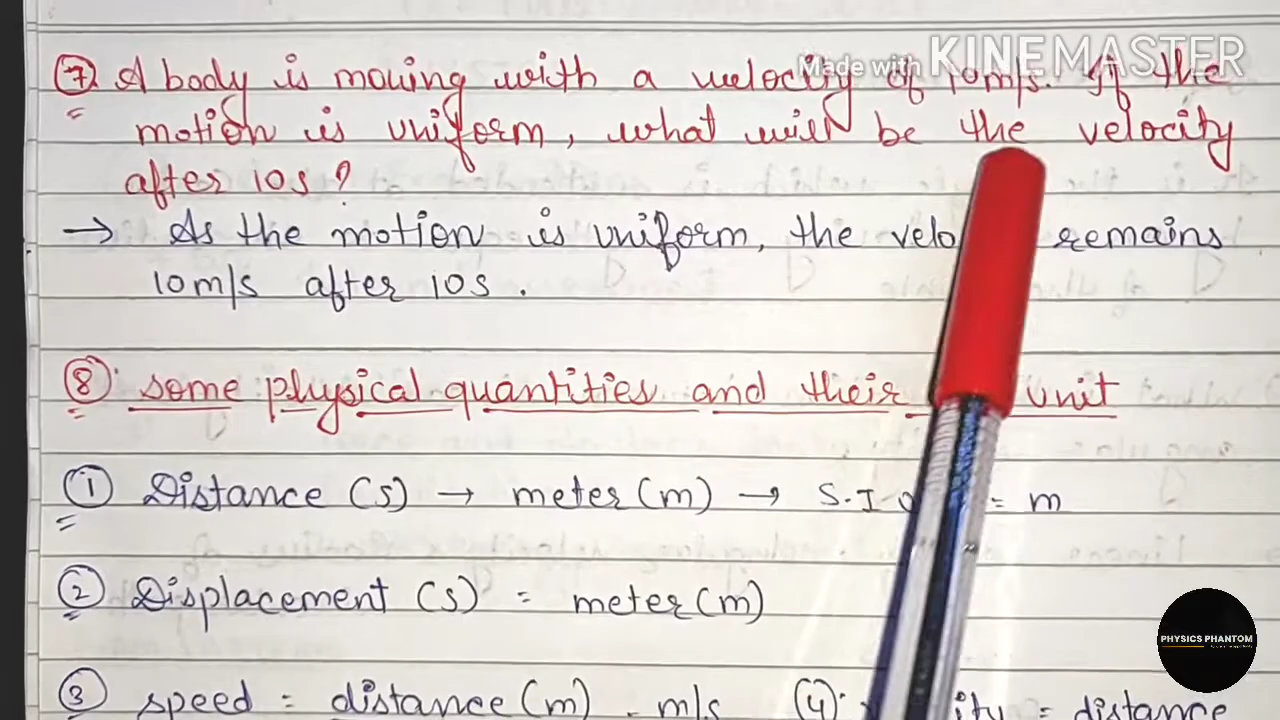 Made with KINEMASTER
7. A body is moving with a velocity of 10m/s. If the
motion is uniform, what will be the velocity
after 10s?
→ As the motion is uniform, the velo remains
10m/s after 10s.
8. some physical quantities and their unit
1 Distance (s) → meter(m) → S.I = m
2 Displacement (s) = meter(m)
PHYSICS PHANTOM
3 speed = distance(m) = m/s (4). ity = distance